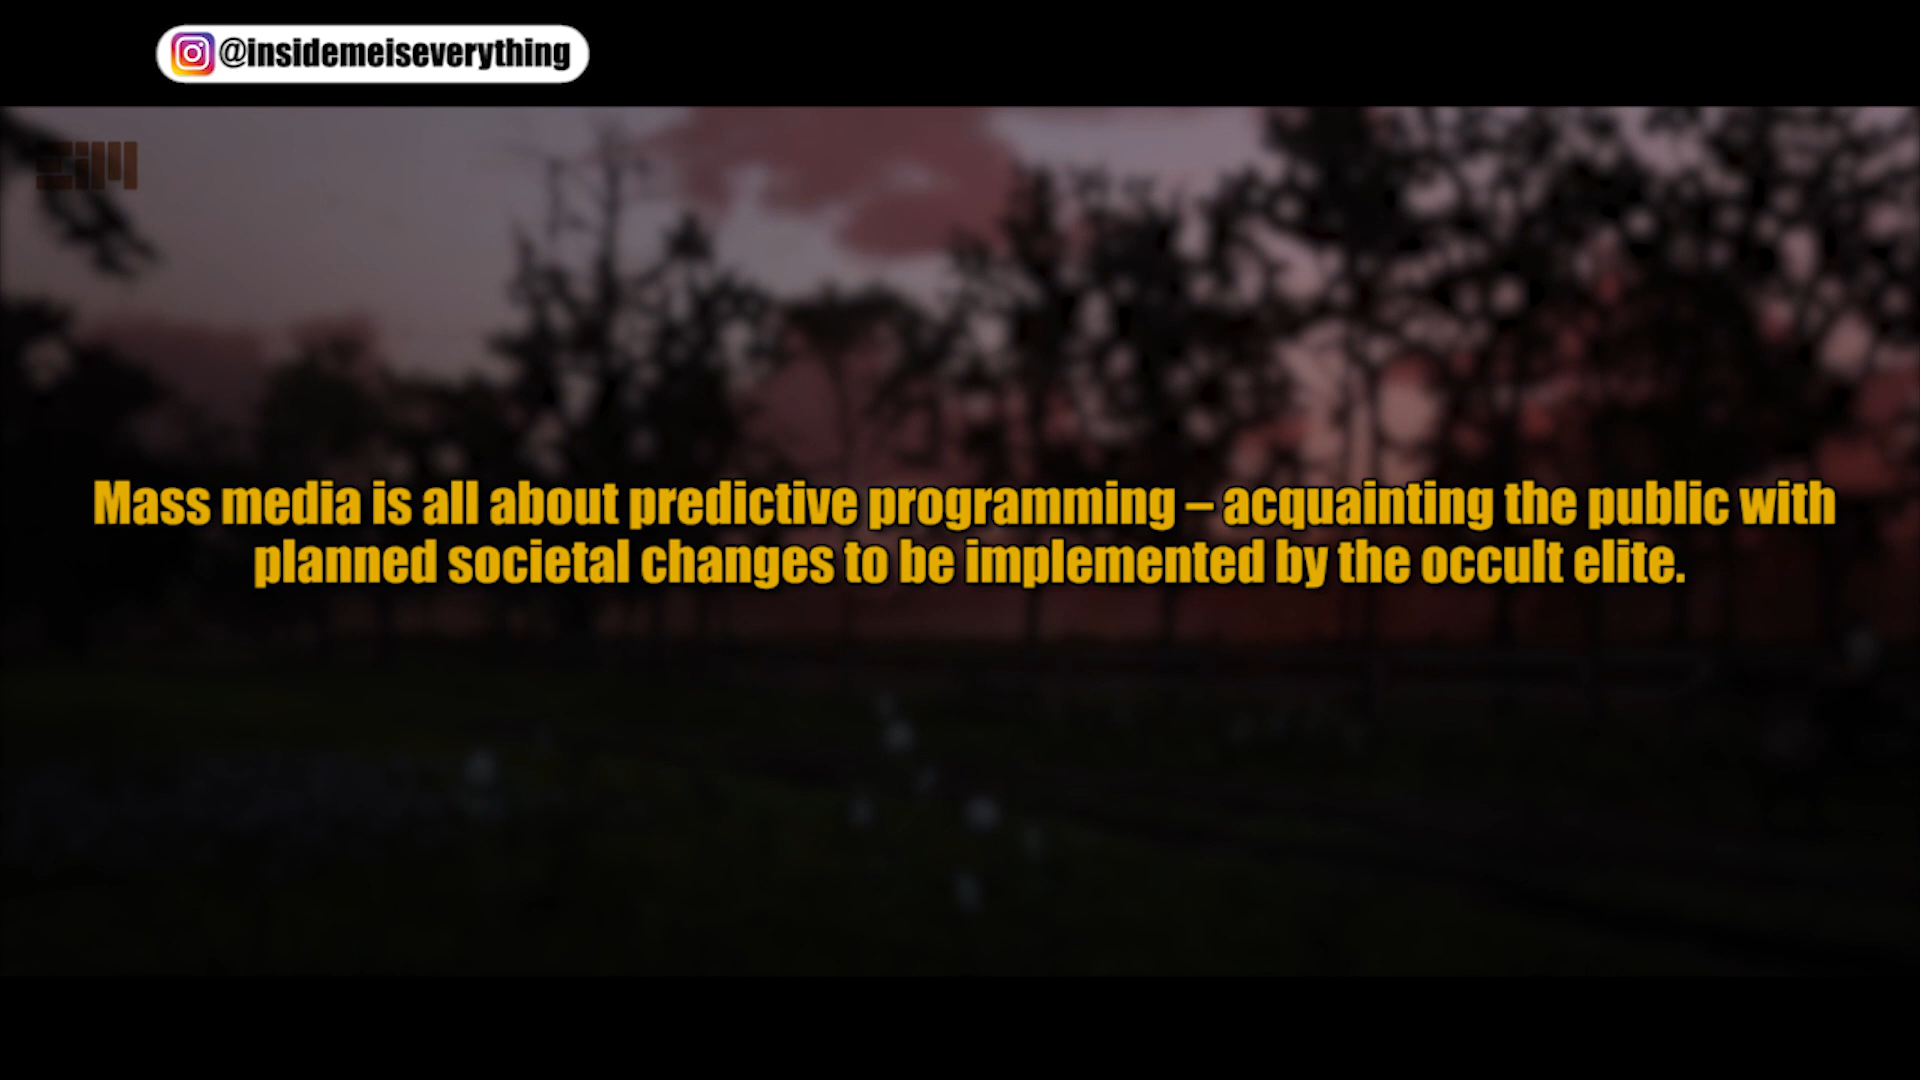 @insidemeiseverything
Mass media is all about predictive programming – acquainting the public with
planned societal changes to be implemented by the occult elite.